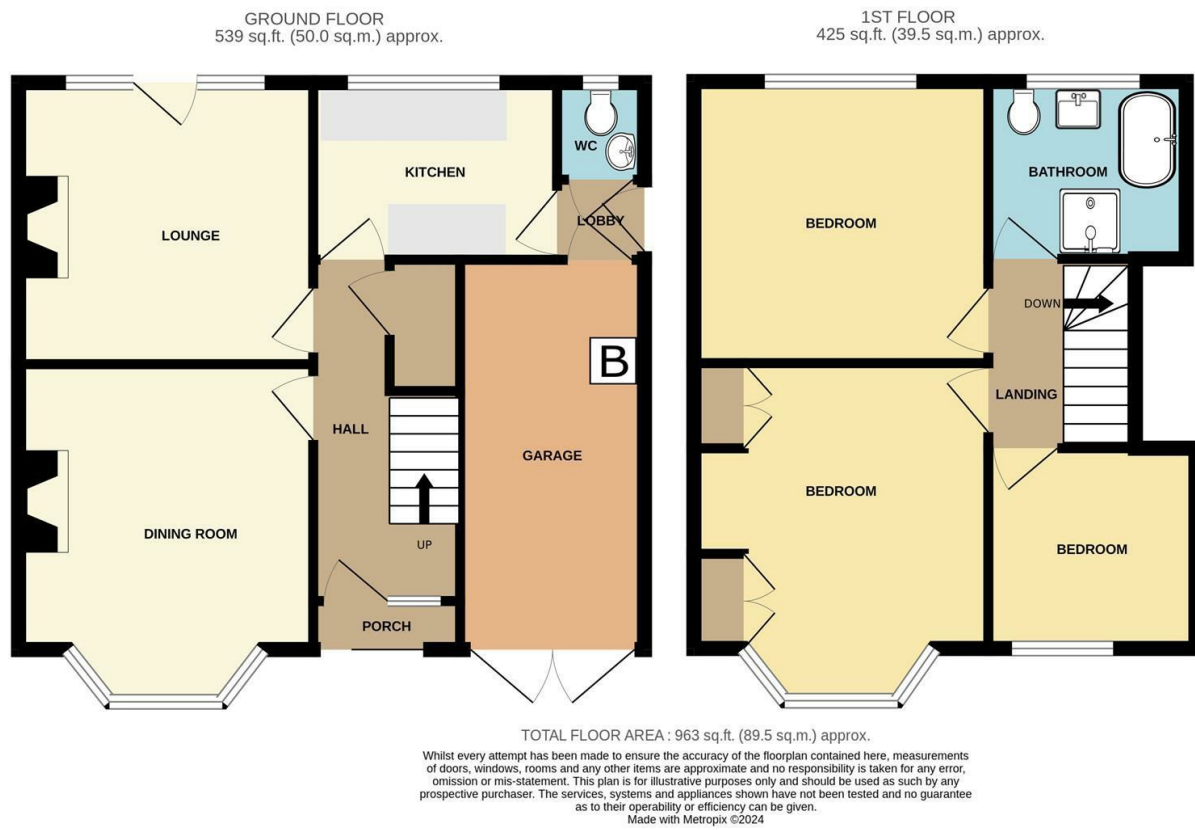 GROUND FLOOR
539 sq.ft. (50.0 sq.m.) approx.
1ST FLOOR
425 sq.ft. (39.5 sq.m.) approx.
WC
KITCHEN
LOBBY
LOUNGE
B
HALL
GARAGE
DINING ROOM
UP
PORCH
BATHROOM
BEDROOM
DOWN
LANDING
BEDROOM
BEDROOM
TOTAL FLOOR AREA : 963 sq.ft. (89.5 sq.m.) approx.
Whilst every attempt has been made to ensure the accuracy of the floorplan contained here, measurements
of doors, windows, rooms and any other items are approximate and no responsibility is taken for any error,
omission or mis-statement. This plan is for illustrative purposes only and should be used as such by any
prospective purchaser. The services, systems and appliances shown have not been tested and no guarantee
as to their operability or efficiency can be given.
Made with Metropix ©2024